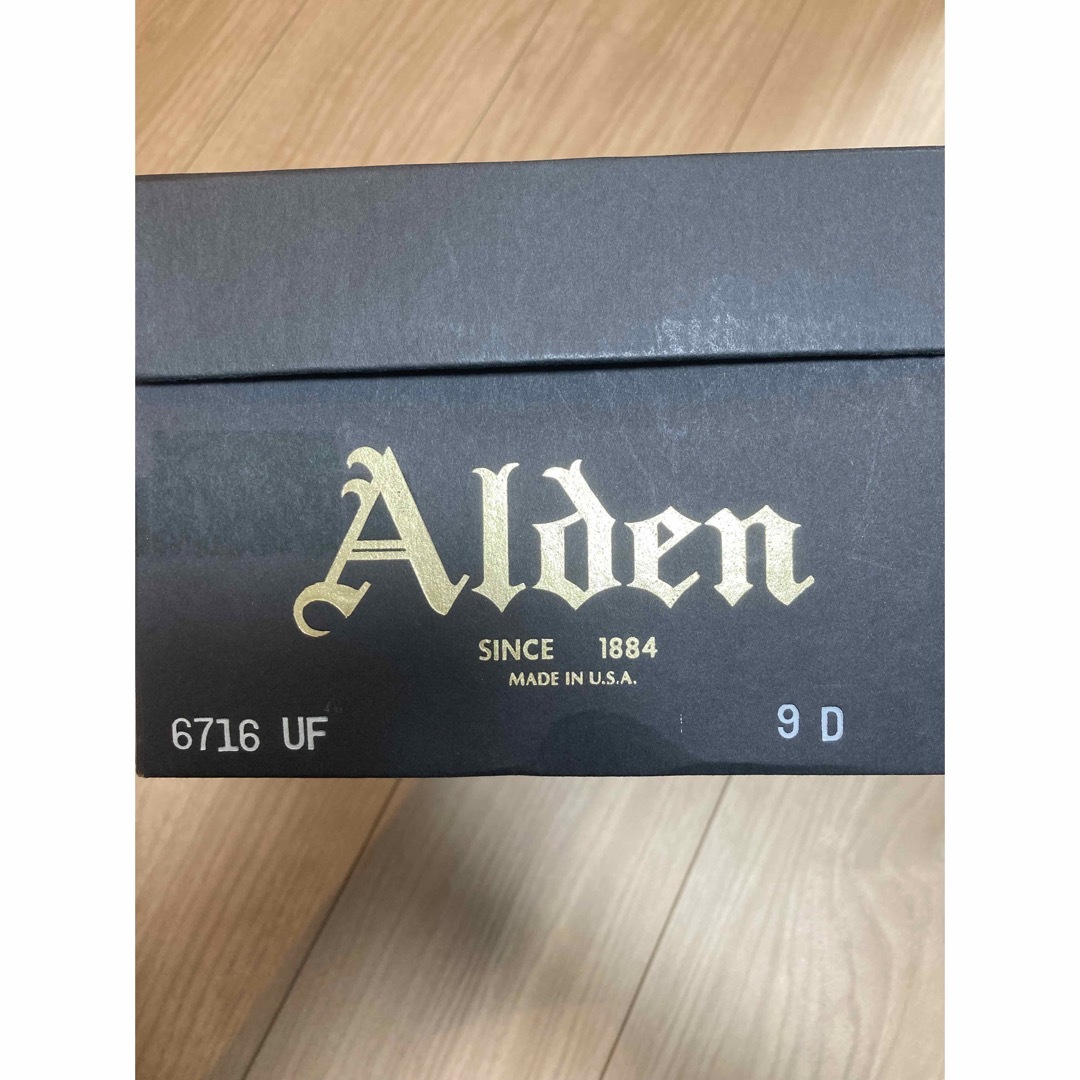 Alden
SINCE 1884
MADE IN U.S.A.
6716 UF 9 D